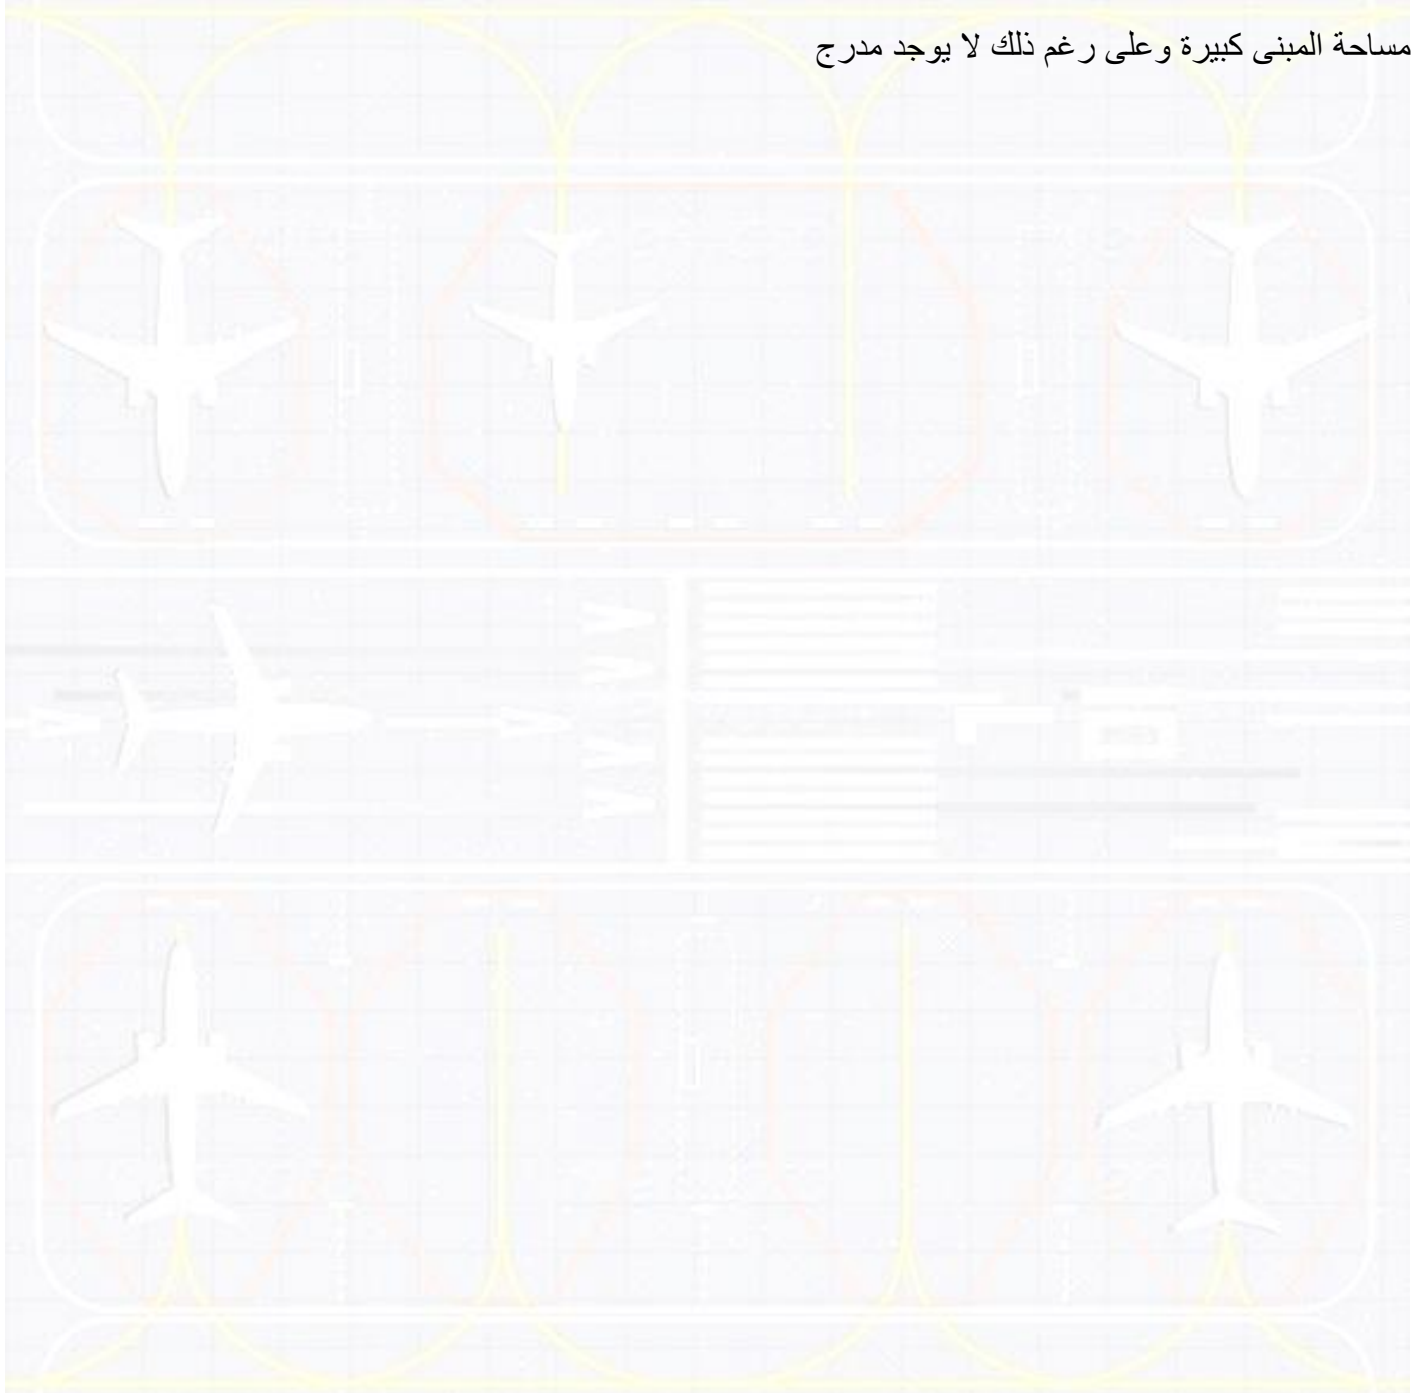 مساحة المبنى كبيرة وعلى رغم ذلك لا يوجد مدرج